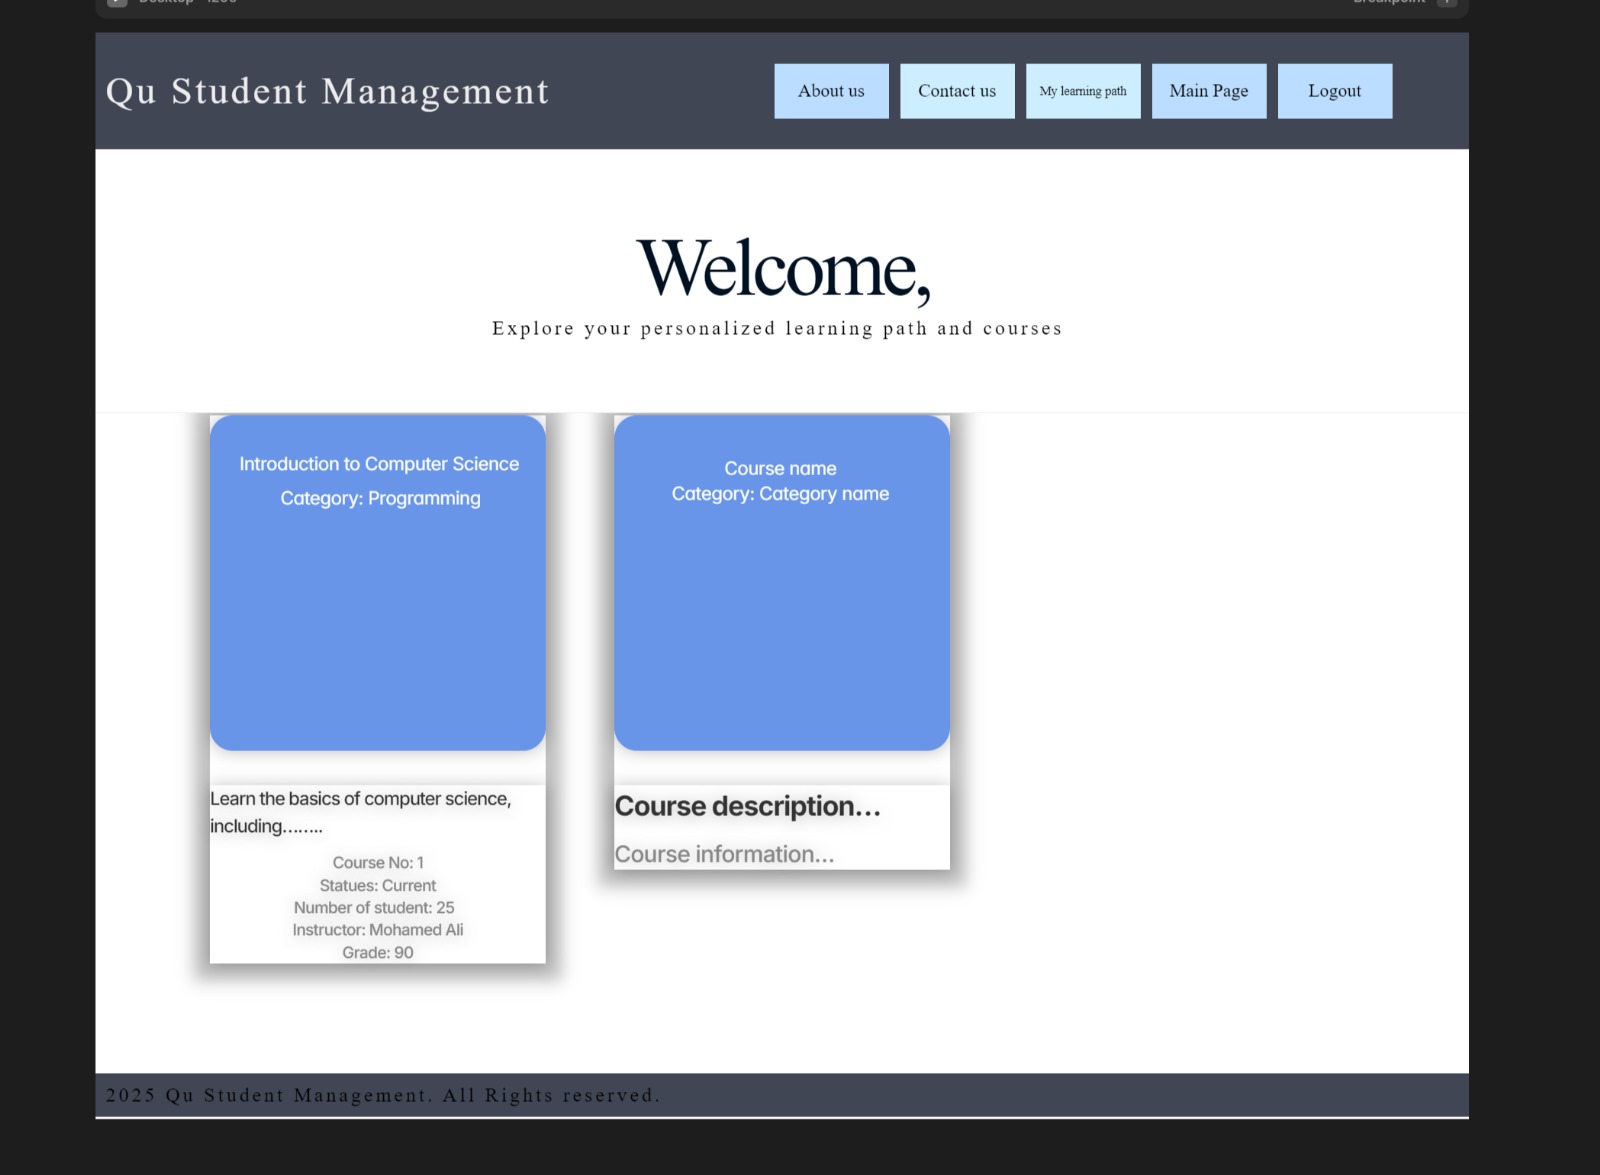 Qu Student Management
About us
Contact us
My learning path
Main Page
Logout
Welcome,
Explore your personalized learning path and courses
Introduction to Computer Science
Category: Programming
Learn the basics of computer science,
including........
Course No: 1
Statues: Current
Number of student: 25
Instructor: Mohamed Ali
Grade: 90
Course name
Category: Category name
Course description...
Course information...
2025 Qu Student Management. All Rights reserved.